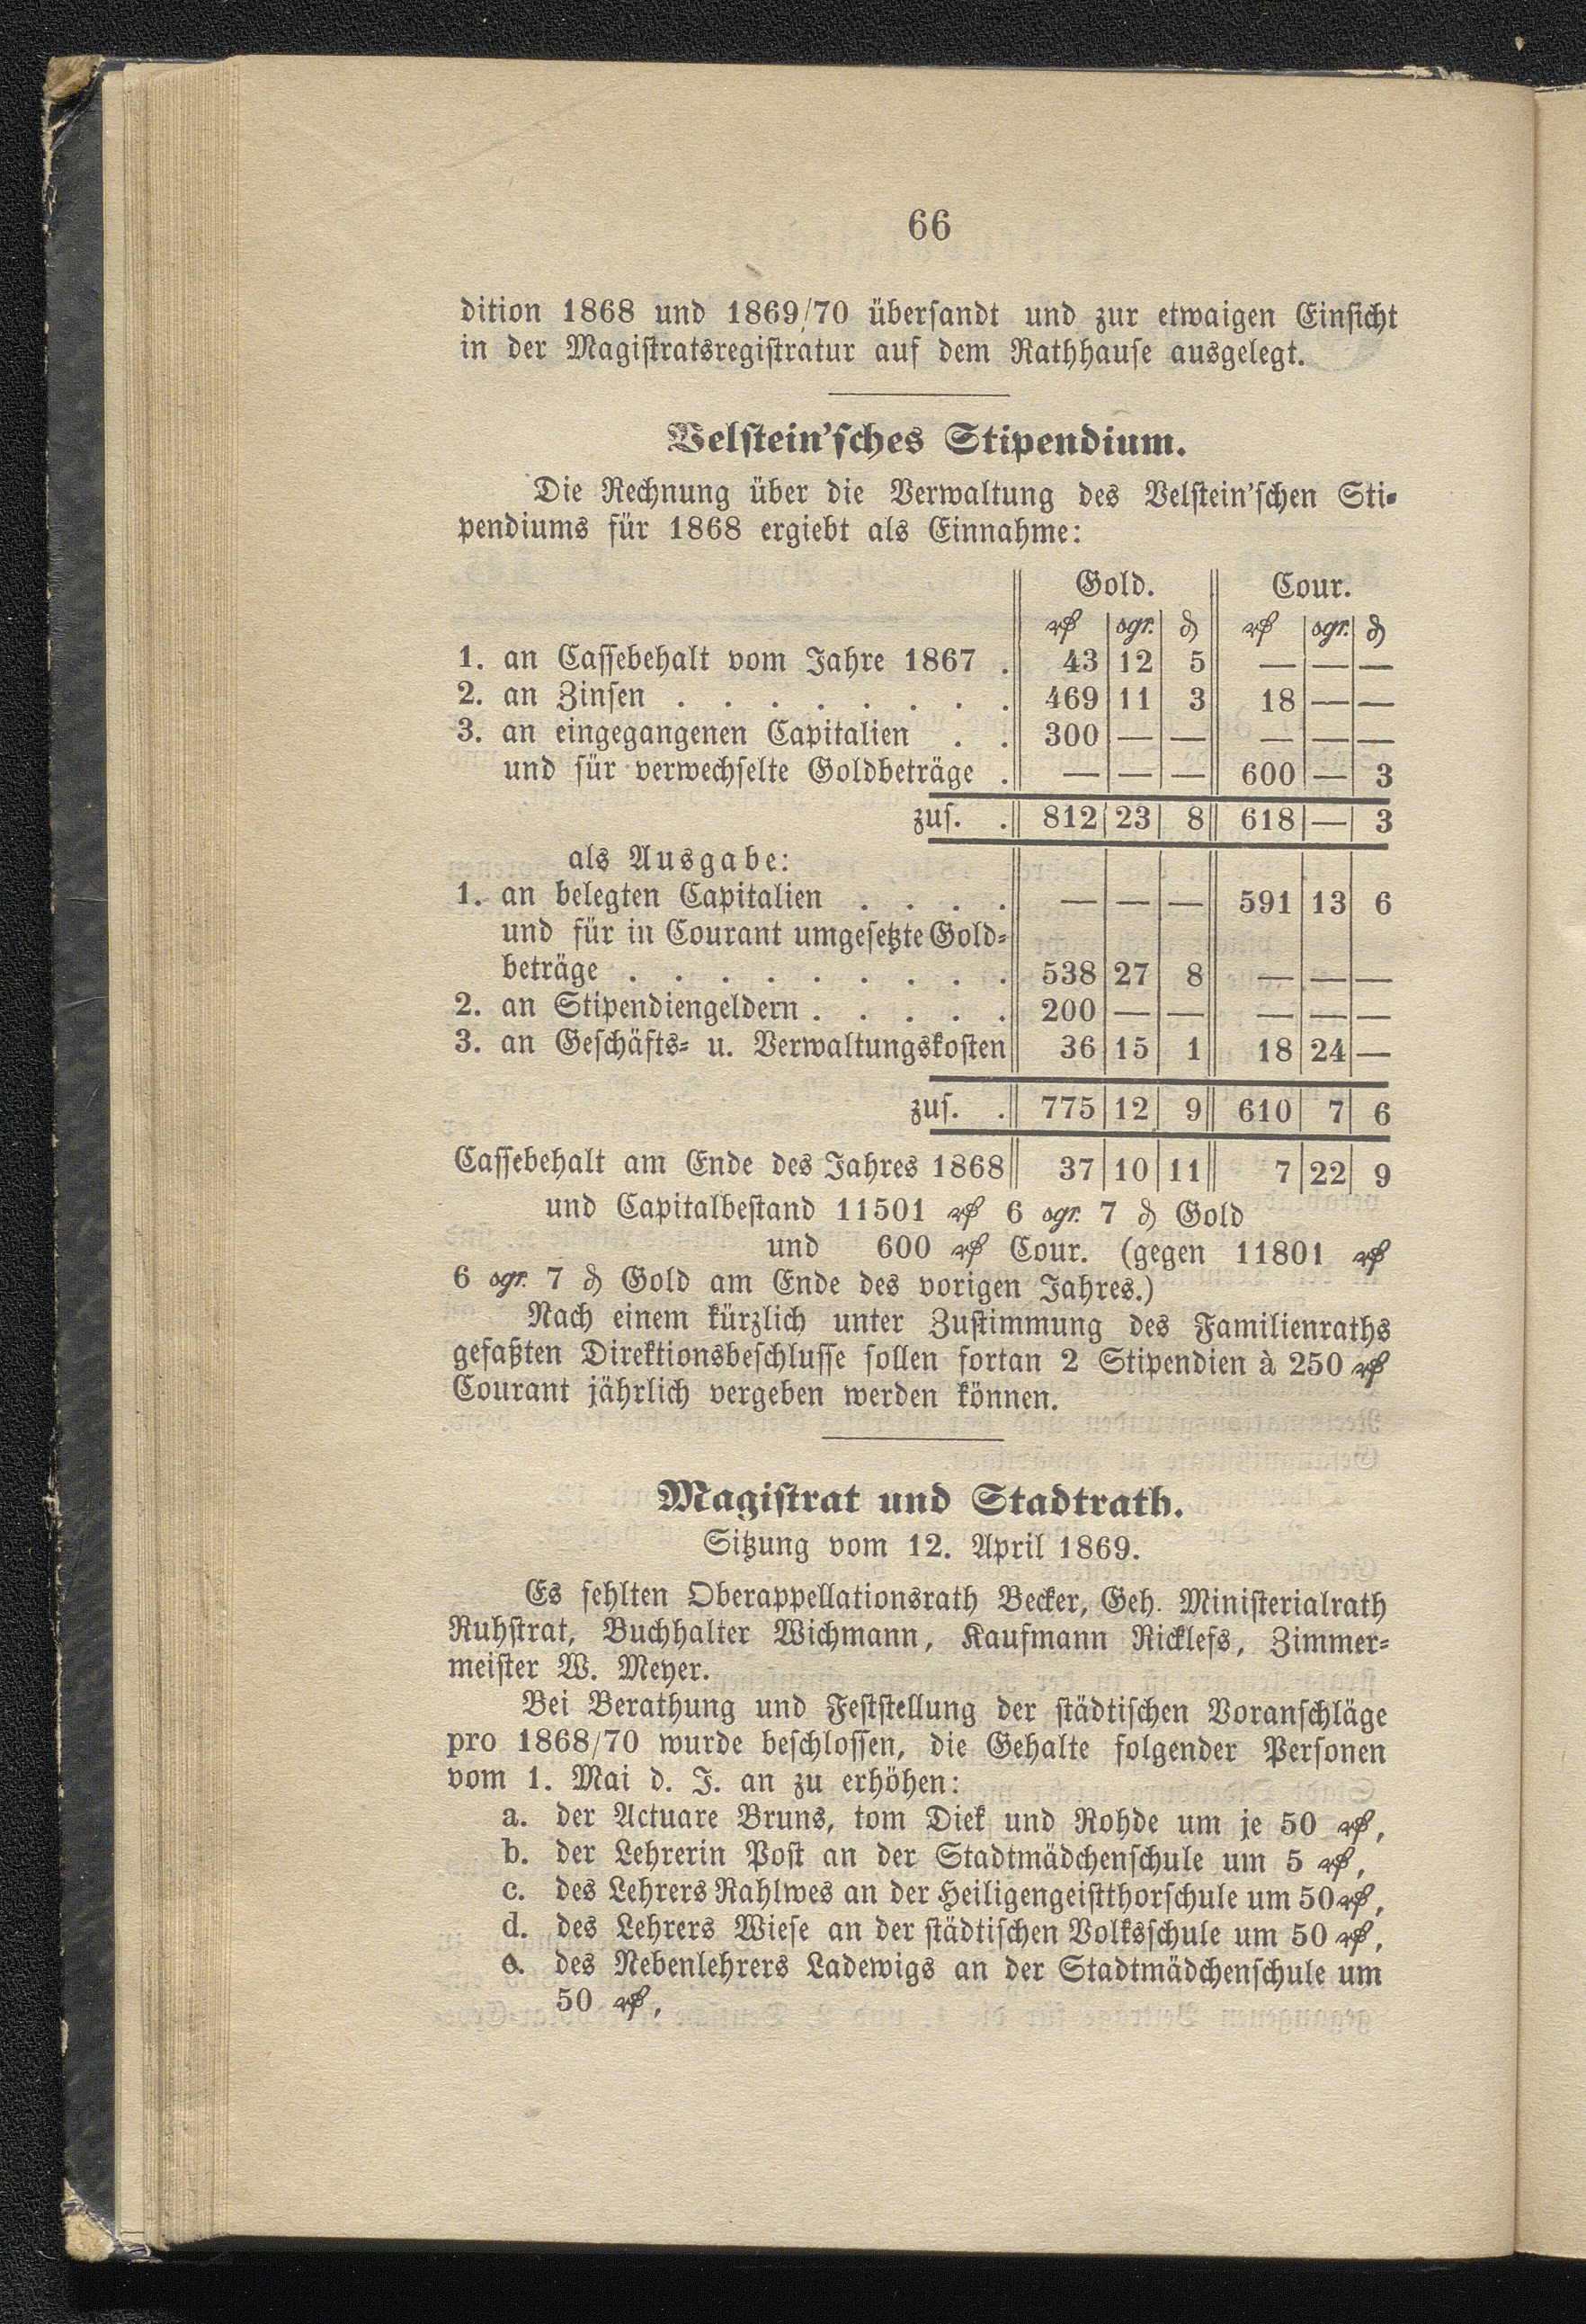 66
dition 1868 und 1869/70 übersandt und zur etwaigen Einsicht
in der Magistratsregistratur auf dem Rathhause ausgelegt.
Velstein'sches Stipendium.
Die Rechnung über die Verwaltung des Velstein'schen Sti-
pendiums für 1868 ergiebt als Einnahme:
Gold. Cour.
₰ sgr. ₰ ₰ sgr. ₰
1. an Cassebehalt vom Jahre 1867 . 43 12 5 — — —
2. an Zinsen . . . . . . . . 469 11 3 18 — —
3. an eingegangenen Capitalien . . 300 — — — — —
und für verwechselte Goldbeträge . — — — 600 — 3
zus. . 812 23 8 618 — 3
als Ausgabe:
1. an belegten Capitalien . . . . — — — 591 13 6
und für in Courant umgesetzte Gold-
beträge . . . . . . . . . 538 27 8 — — —
2. an Stipendiengeldern . . . . . 200 — — — — —
3. an Geschäfts- u. Verwaltungskosten 36 15 1 18 24 —
zus. . 775 12 9 610 7 6
Cassebehalt am Ende des Jahres 1868 37 10 11 7 22 9
und Capitalbestand 11501 ₰ 6 sgr. 7 ₰ Gold
und 600 ₰ Cour. (gegen 11801 ₰
6 sgr. 7 ₰ Gold am Ende des vorigen Jahres.)
Nach einem kürzlich unter Zustimmung des Familienraths
gefaßten Direktionsbeschlusse sollen fortan 2 Stipendien à 250 ₰
Courant jährlich vergeben werden können.
Magistrat und Stadtrath.
Sitzung vom 12. April 1869.
Es fehlten Oberappellationsrath Becker, Geh. Ministerialrath
Ruhstrat, Buchhalter Wichmann, Kaufmann Ricklefs, Zimmer-
meister W. Meyer.
Bei Berathung und Feststellung der städtischen Voranschläge
pro 1868/70 wurde beschlossen, die Gehalte folgender Personen
vom 1. Mai d. J. an zu erhöhen:
a. der Actuare Bruns, tom Diek und Rohde um je 50 ₰,
b. der Lehrerin Post an der Stadtmädchenschule um 5 ₰,
c. des Lehrers Rahlwes an der Heiligengeistthorschule um 50 ₰,
d. des Lehrers Wiese an der städtischen Volksschule um 50 ₰,
e. des Nebenlehrers Ladewigs an der Stadtmädchenschule um
50 ₰,